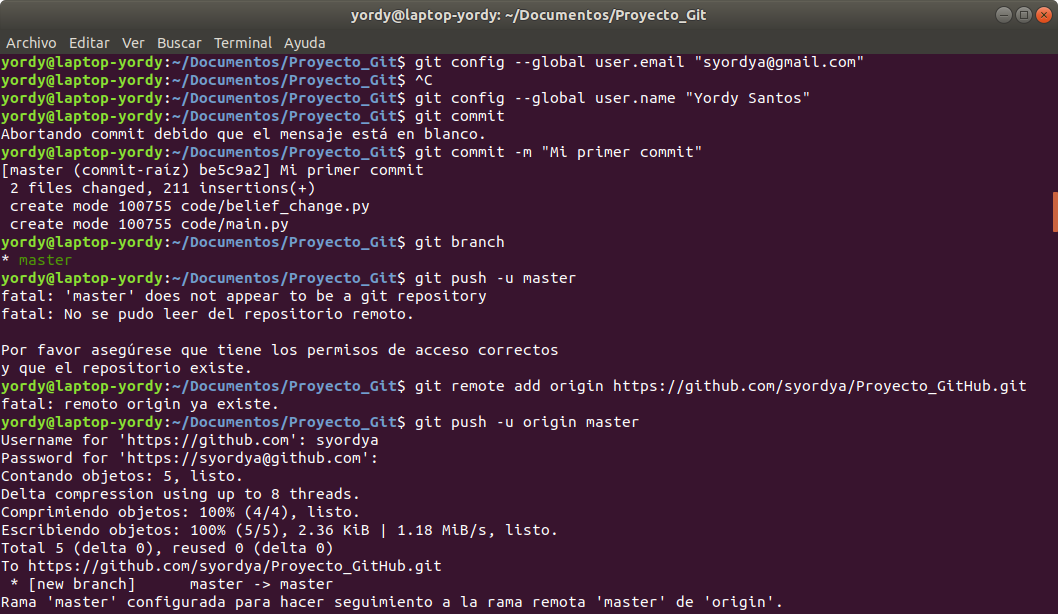 yordy@laptop-yordy: ~/Documentos/Proyecto_Git
Archivo Editar Ver Buscar Terminal Ayuda
yordy@laptop-yordy:~/Documentos/Proyecto_Git$ git config --global user.email "syordya@gmail.com"
yordy@laptop-yordy:~/Documentos/Proyecto_Git$ ^C
yordy@laptop-yordy:~/Documentos/Proyecto_Git$ git config --global user.name "Yordy Santos"
yordy@laptop-yordy:~/Documentos/Proyecto_Git$ git commit
Abortando commit debido que el mensaje está en blanco.
yordy@laptop-yordy:~/Documentos/Proyecto_Git$ git commit -m "Mi primer commit"
[master (commit-raíz) be5c9a2] Mi primer commit
 2 files changed, 211 insertions(+)
 create mode 100755 code/belief_change.py
 create mode 100755 code/main.py
yordy@laptop-yordy:~/Documentos/Proyecto_Git$ git branch
* master
yordy@laptop-yordy:~/Documentos/Proyecto_Git$ git push -u master
fatal: 'master' does not appear to be a git repository
fatal: No se pudo leer del repositorio remoto.

Por favor asegúrese que tiene los permisos de acceso correctos
y que el repositorio existe.
yordy@laptop-yordy:~/Documentos/Proyecto_Git$ git remote add origin https://github.com/syordya/Proyecto_GitHub.git
fatal: remoto origin ya existe.
yordy@laptop-yordy:~/Documentos/Proyecto_Git$ git push -u origin master
Username for 'https://github.com': syordya
Password for 'https://syordya@github.com':
Contando objetos: 5, listo.
Delta compression using up to 8 threads.
Comprimiendo objetos: 100% (4/4), listo.
Escribiendo objetos: 100% (5/5), 2.36 KiB | 1.18 MiB/s, listo.
Total 5 (delta 0), reused 0 (delta 0)
To https://github.com/syordya/Proyecto_GitHub.git
 * [new branch]      master -> master
Rama 'master' configurada para hacer seguimiento a la rama remota 'master' de 'origin'.